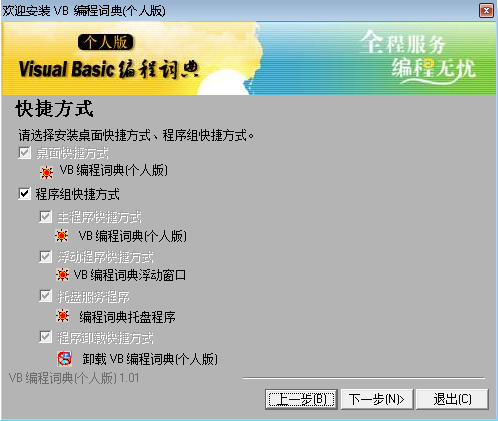 欢迎安装 VB 编程词典(个人版)
个人版
Visual Basic 编程词典
全程服务
编程无忧
快捷方式
请选择安装桌面快捷方式、程序组快捷方式。
桌面快捷方式
VB 编程词典(个人版)
程序组快捷方式
主程序快捷方式
VB 编程词典(个人版)
浮动程序快捷方式
VB 编程词典浮动窗口
托盘服务程序
编程词典托盘程序
程序卸载快捷方式
卸载 VB 编程词典(个人版)
VB 编程词典(个人版) 1.01
上一步(B) 下一步(N)> 退出(C)